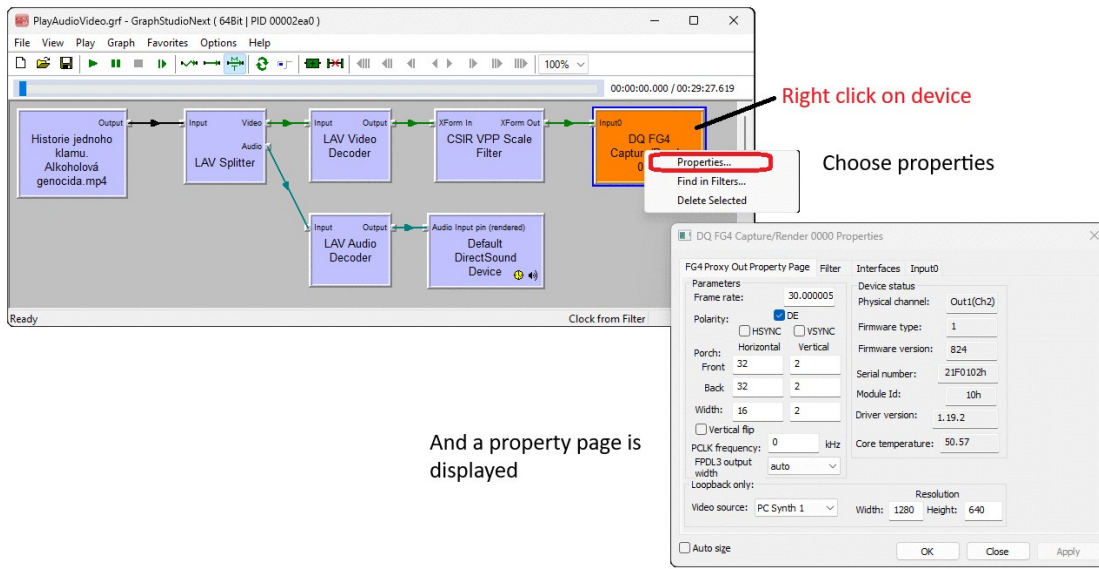 PlayAudioVideo.grf - GraphStudioNext ( 64Bit | PID 00002ea0 )
File View Play Graph Favorites Options Help
100%
00:00:00.000 / 00:29:27.619
Right click on device
Output
Historie jednoho
klamu.
Alkoholová
genocida.mp4
Input Video
Audio
LAV Splitter
Input Output
LAV Video
Decoder
XForm In XForm Out
CSIR VPP Scale
Filter
Input0
DQ FG4
0
Properties...
Find in Filters...
Delete Selected
Choose properties
Input Output
LAV Audio
Decoder
Audio Input pin (rendered)
Default
DirectSound
Device
Ready
Clock from Filter
And a property page is
displayed
DQ FG4 Capture/Render 0000 Properties
FG4 Proxy Out Property Page Filter Interfaces Input0
Parameters
Frame rate: 30.000005
Polarity: DE
HSYNC VSYNC
Horizontal Vertical
Porch:
Front 32 2
Back 32 2
Width: 16 2
Vertical flip
PCLK frequency: 0 kHz
FPDL3 output
width
auto
Device status
Physical channel: Out1(Ch2)
Firmware type: 1
Firmware version: 824
Serial number: 21F0102h
Module Id: 10h
Driver version: 1.19.2
Core temperature: 50.57
Loopback only:
Video source: PC Synth 1
Resolution
Width: 1280 Height: 640
Auto size
OK Close Apply